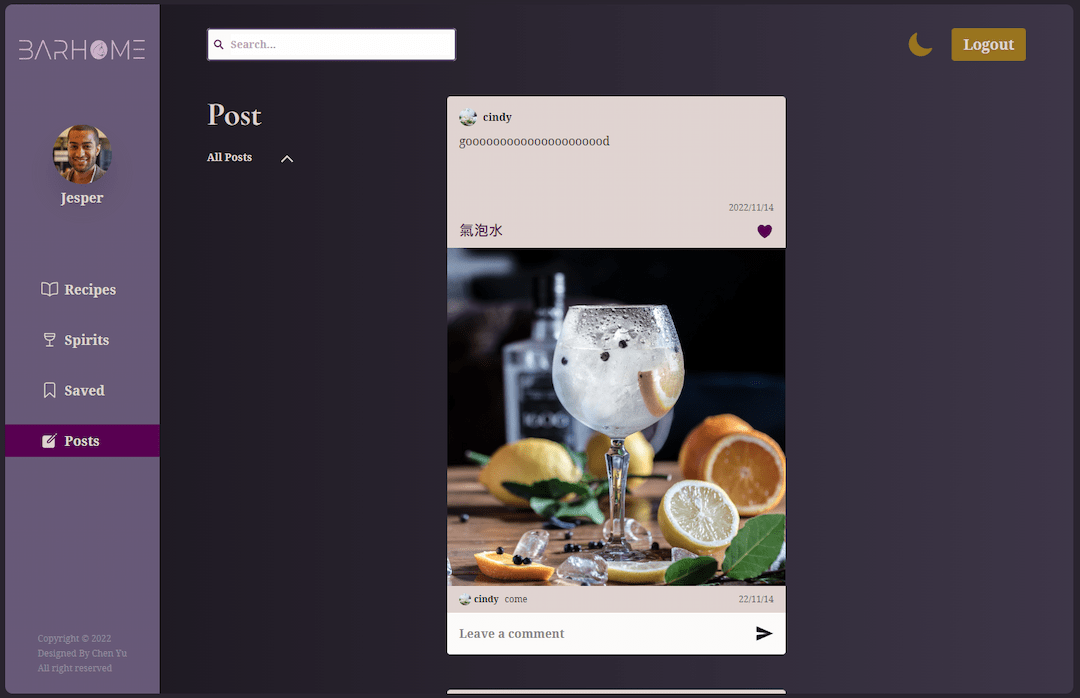 BARHOME
Search...
Logout
Jesper
Recipes
Spirits
Saved
Posts
Copyright © 2022
Designed By Chen Yu
All right reserved
Post
All Posts
cindy
gooooooooooooooooooood
2022/11/14
氣泡水
cindy come 22/11/14
Leave a comment